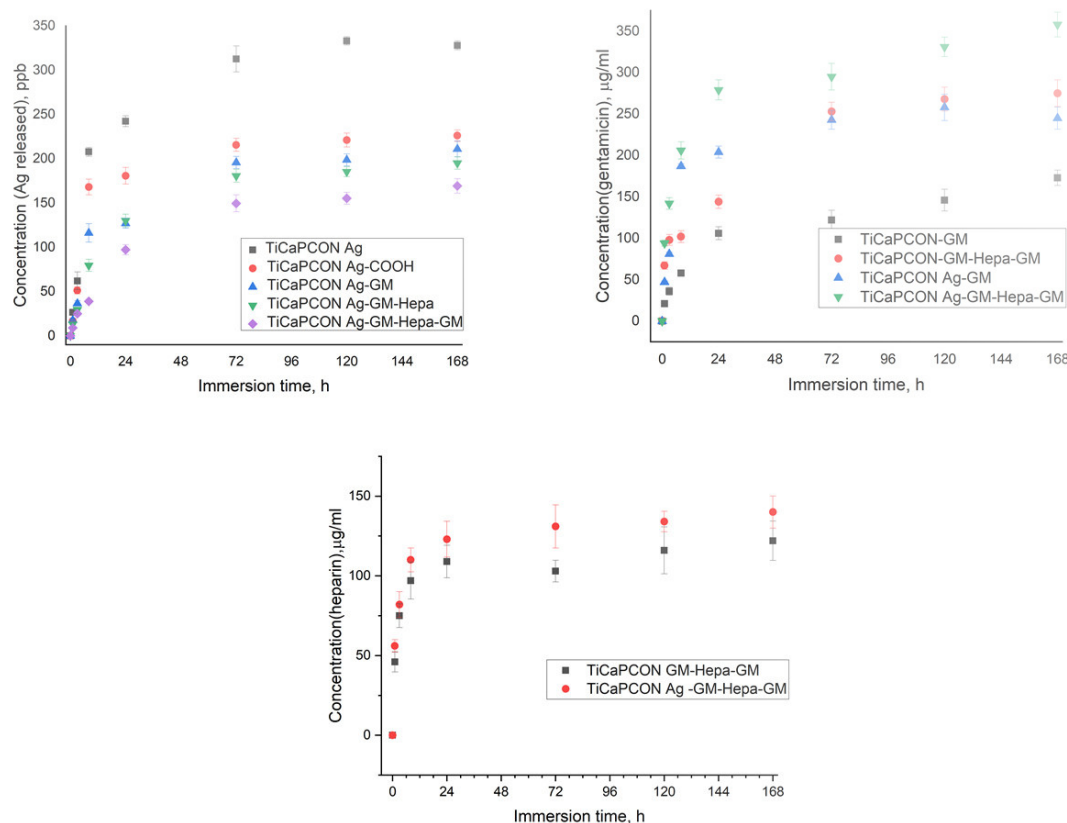 Concentration (Ag released), ppb
350
300
250
200
150
100
50
0
0 24 48 72 96 120 144 168
Immersion time, h
TiCaPCON Ag
TiCaPCON Ag-COOH
TiCaPCON Ag-GM
TiCaPCON Ag-GM-Hepa
TiCaPCON Ag-GM-Hepa-GM
Concentration(gentamicin), µg/ml
350
300
250
200
150
100
50
0
0 24 48 72 96 120 144 168
Immersion time, h
TiCaPCON-GM
TiCaPCON-GM-Hepa-GM
TiCaPCON Ag-GM
TiCaPCON Ag-GM-Hepa-GM
Concentration(heparin),µg/ml
150
100
50
0
0 24 48 72 96 120 144 168
Immersion time, h
TiCaPCON GM-Hepa-GM
TiCaPCON Ag -GM-Hepa-GM